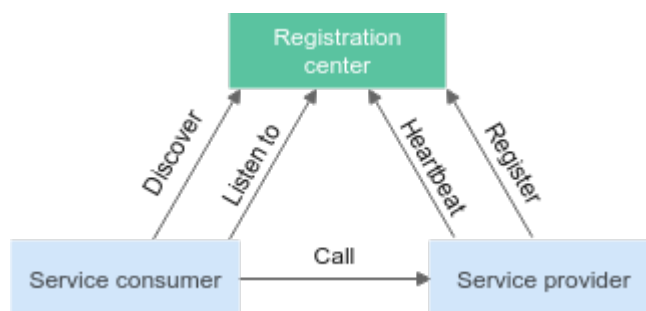 Registration
center
Discover
Listen to
Heartbeat
Register
Call
Service consumer
Service provider